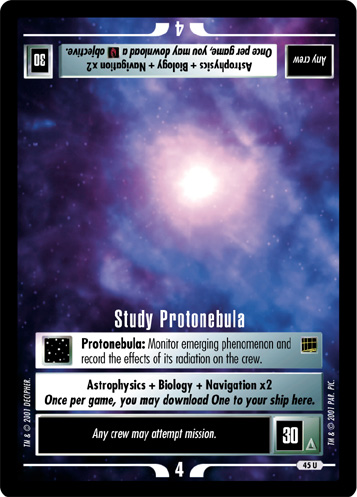 4
Once per game, you may download a objective.
Astrophysics + Biology + Navigation x2
30
Any crew
Study Protonebula
Protonebula: Monitor emerging phenomenon and
record the effects of its radiation on the crew.
Astrophysics + Biology + Navigation x2
Once per game, you may download One to your ship here.
Any crew may attempt mission.
30
TM & © 2001 DECIPHER.
TM & © 2001 PAR. PIC.
4
45 U